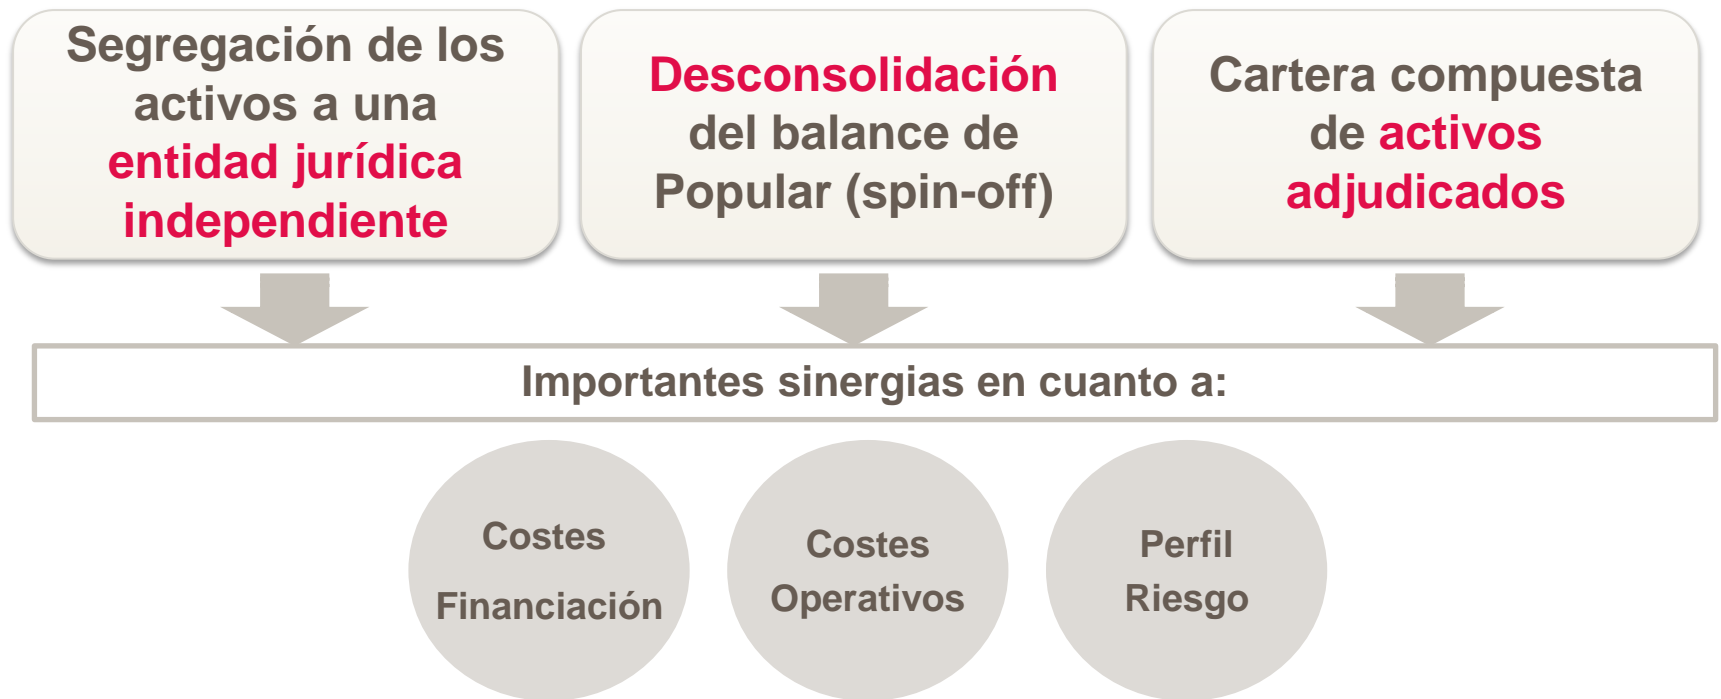 Segregación de los
activos a una
entidad jurídica
independiente
Desconsolidación
del balance de
Popular (spin-off)
Cartera compuesta
de activos
adjudicados
Importantes sinergias en cuanto a:
Costes
Financiación
Costes
Operativos
Perfil
Riesgo